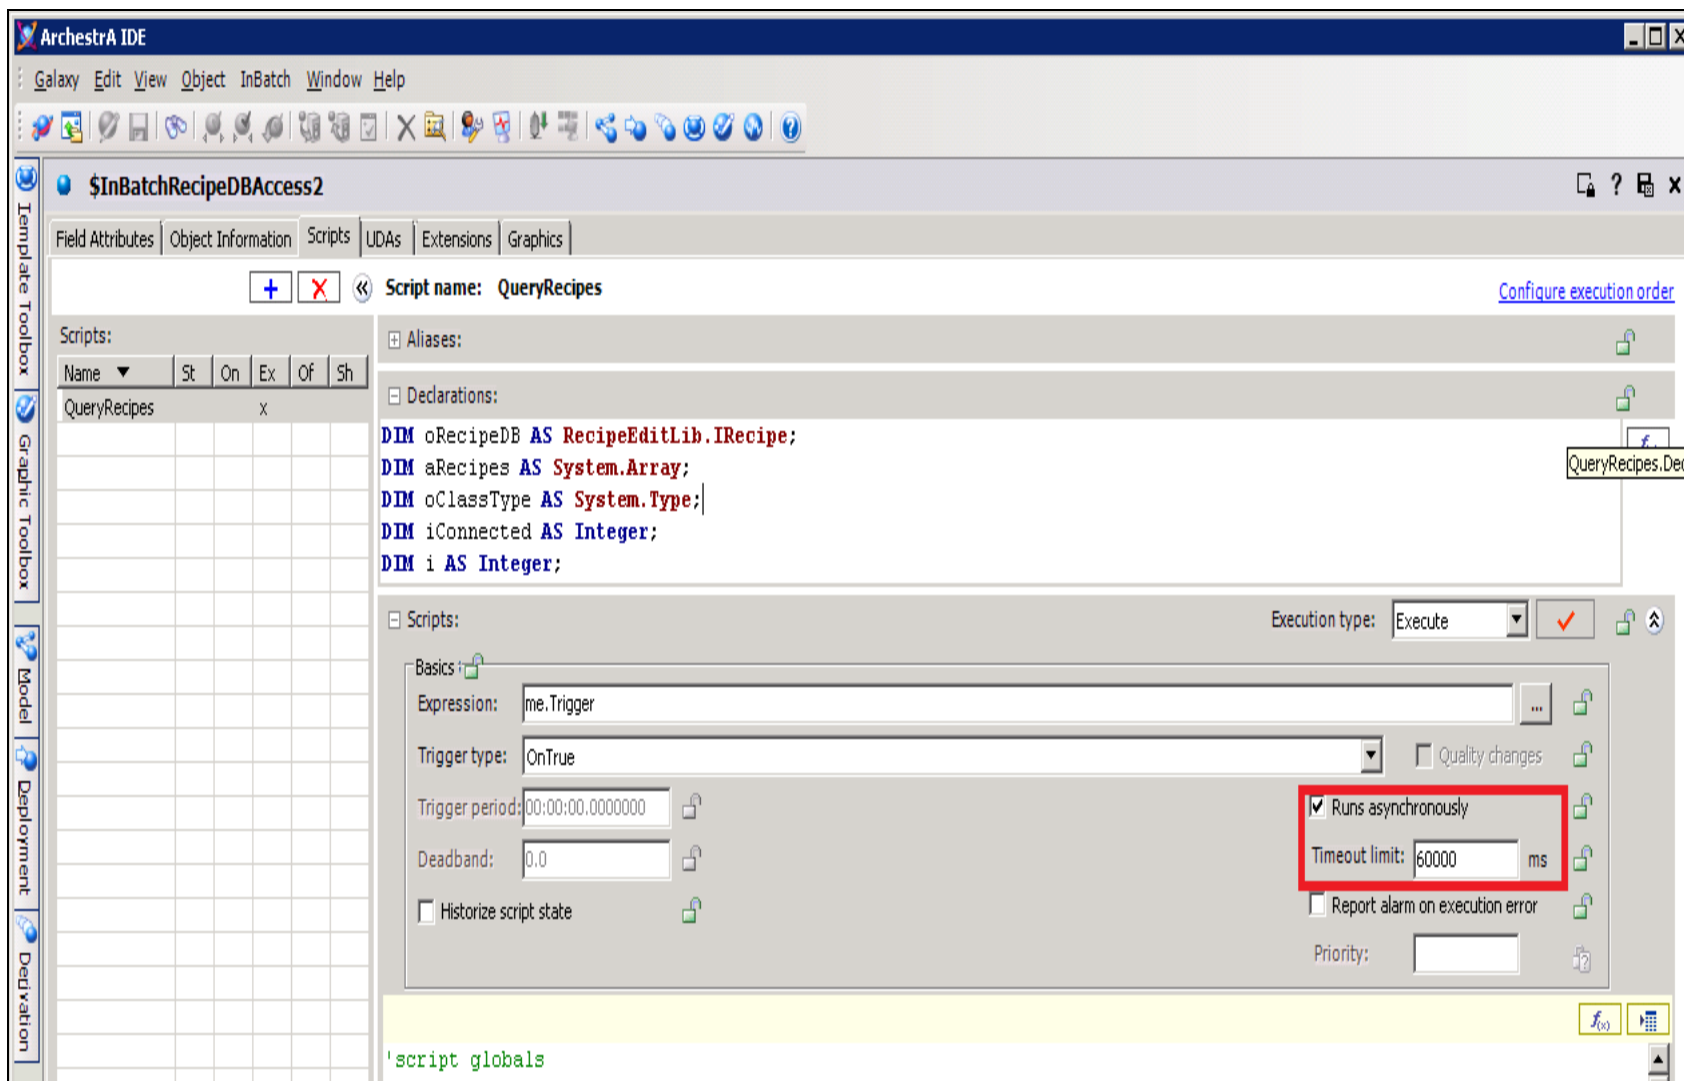 ArchestrA IDE
Galaxy Edit View Object InBatch Window Help
$InBatchRecipeDBAccess2
Field Attributes Object Information Scripts UDAs Extensions Graphics
Script name: QueryRecipes
Configure execution order
Scripts:
Name St On Ex Of Sh
QueryRecipes x
Aliases:
Declarations:
DIM oRecipeDB AS RecipeEditLib.IRecipe;
DIM aRecipes AS System.Array;
DIM oClassType AS System.Type;
DIM iConnected AS Integer;
DIM i AS Integer;
QueryRecipes.Dec
Scripts:
Execution type: Execute
Basics :
Expression: me.Trigger ...
Trigger type: OnTrue
Quality changes
Trigger period: 00:00:00.0000000
Runs asynchronously
Deadband: 0.0
Timeout limit: 60000 ms
Historize script state
Report alarm on execution error
Priority:
f(x)
'script globals
Template Toolbox
Graphic Toolbox
Model
Deployment
Derivation